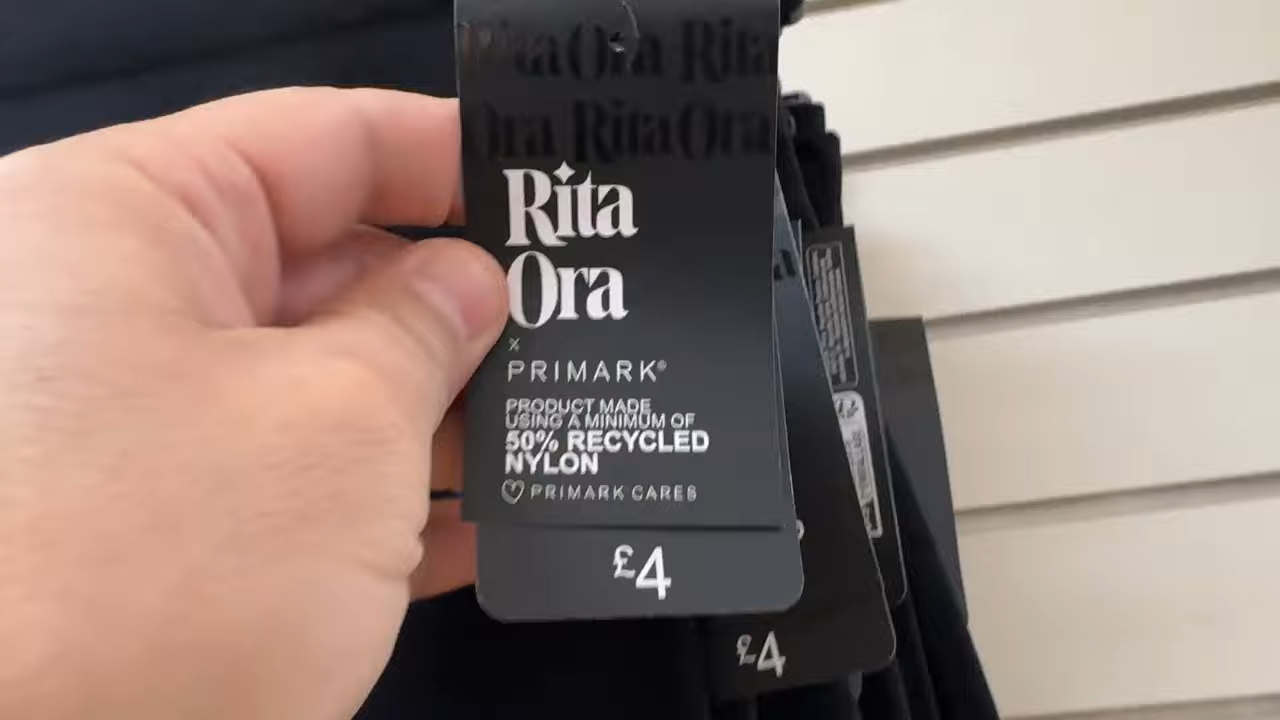 Rita Ora Rita
Ora Rita Ora
Rita
Ora
x
PRIMARK®
PRODUCT MADE
USING A MINIMUM OF
50% RECYCLED
NYLON
PRIMARK CARES
£4
£4